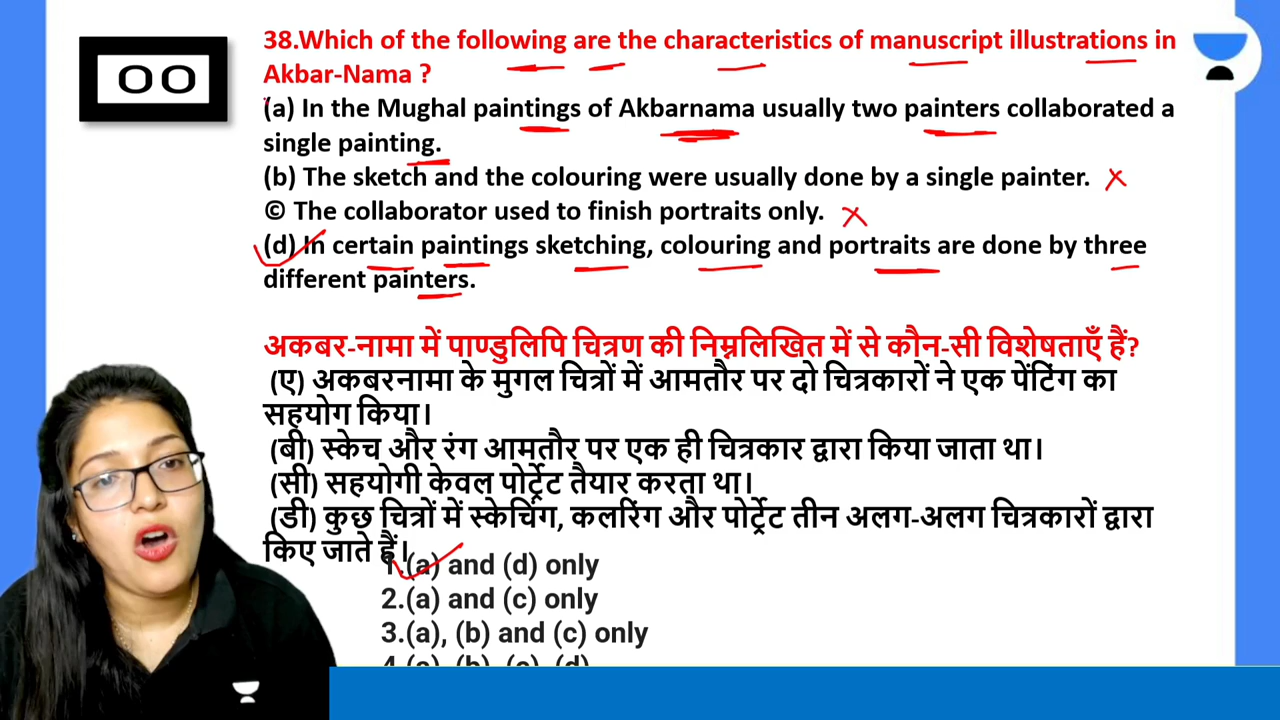 00
38.Which of the following are the characteristics of manuscript illustrations in
Akbar-Nama ?
(a) In the Mughal paintings of Akbarnama usually two painters collaborated a
single painting.
(b) The sketch and the colouring were usually done by a single painter.
© The collaborator used to finish portraits only.
(d) In certain paintings sketching, colouring and portraits are done by three
different painters.
अकबर-नामा में पाण्डुलिपि चित्रण की निम्नलिखित में से कौन-सी विशेषताएँ हैं?
(ए) अकबरनामा के मुगल चित्रों में आमतौर पर दो चित्रकारों ने एक पेंटिंग का
सहयोग किया।
(बी) स्केच और रंग आमतौर पर एक ही चित्रकार द्वारा किया जाता था।
(सी) सहयोगी केवल पोर्ट्रेट तैयार करता था।
(डी) कुछ चित्रों में स्केचिंग, कलरिंग और पोर्ट्रेट तीन अलग-अलग चित्रकारों द्वारा
किए जाते हैं।
1.(a) and (d) only
2.(a) and (c) only
3.(a), (b) and (c) only
4.(a), (b), (c), (d)